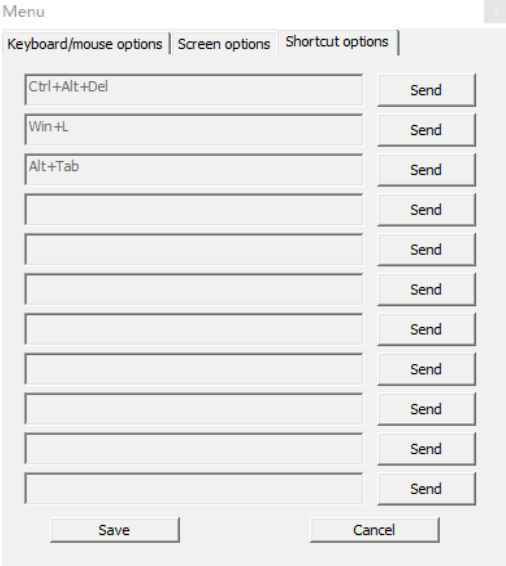 Menu
x
Keyboard/mouse options Screen options Shortcut options
Ctrl+Alt+Del Send
Win+L Send
Alt+Tab Send
Send
Send
Send
Send
Send
Send
Send
Send
Save Cancel